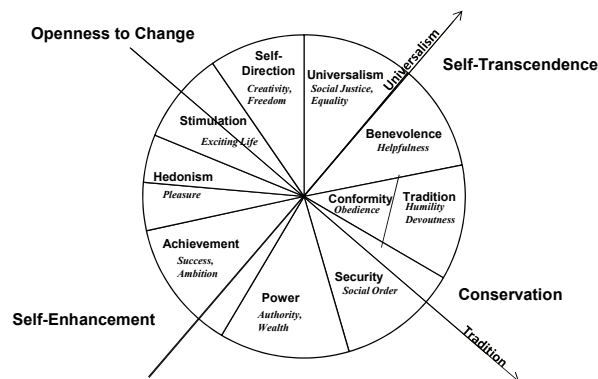 Openness to Change
Self-
Direction
Creativity,
Freedom
Universalism
Social Justice,
Equality
Universalism
Self-Transcendence
Stimulation
Exciting Life
Benevolence
Helpfulness
Hedonism
Pleasure
Conformity
Obedience
Tradition
Humility
Devoutness
Achievement
Success,
Ambition
Security
Social Order
Power
Authority,
Wealth
Self-Enhancement
Conservation
Tradition